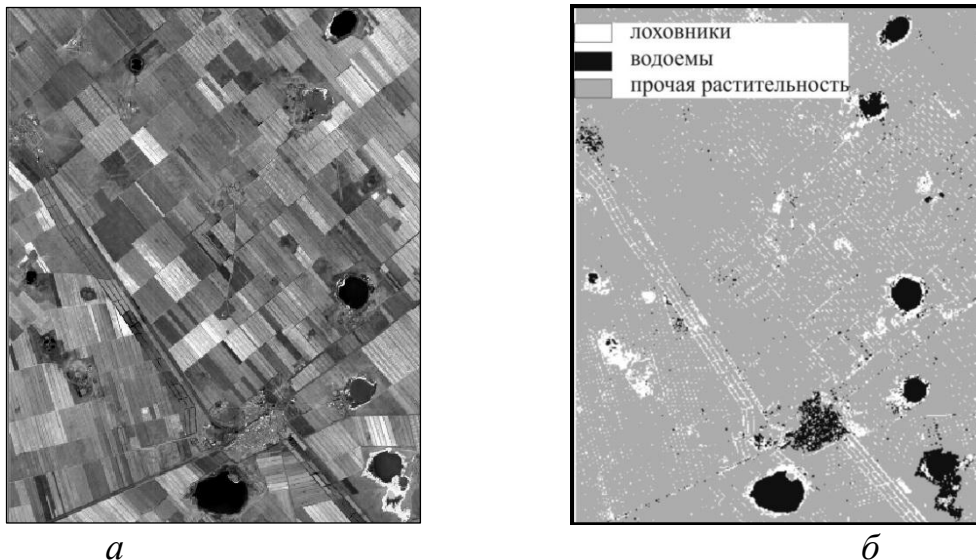 лоховники
водоемы
прочая растительность
а
б